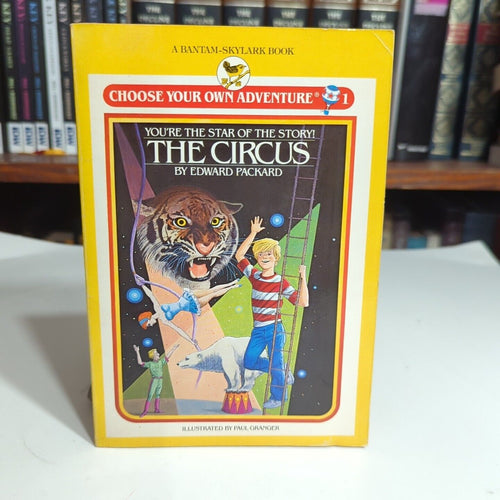 A BANTAM-SKYLARK BOOK
CHOOSE YOUR OWN ADVENTURE® 1
YOU'RE THE STAR OF THE STORY!
THE CIRCUS
BY EDWARD PACKARD
ILLUSTRATED BY PAUL GRANGER